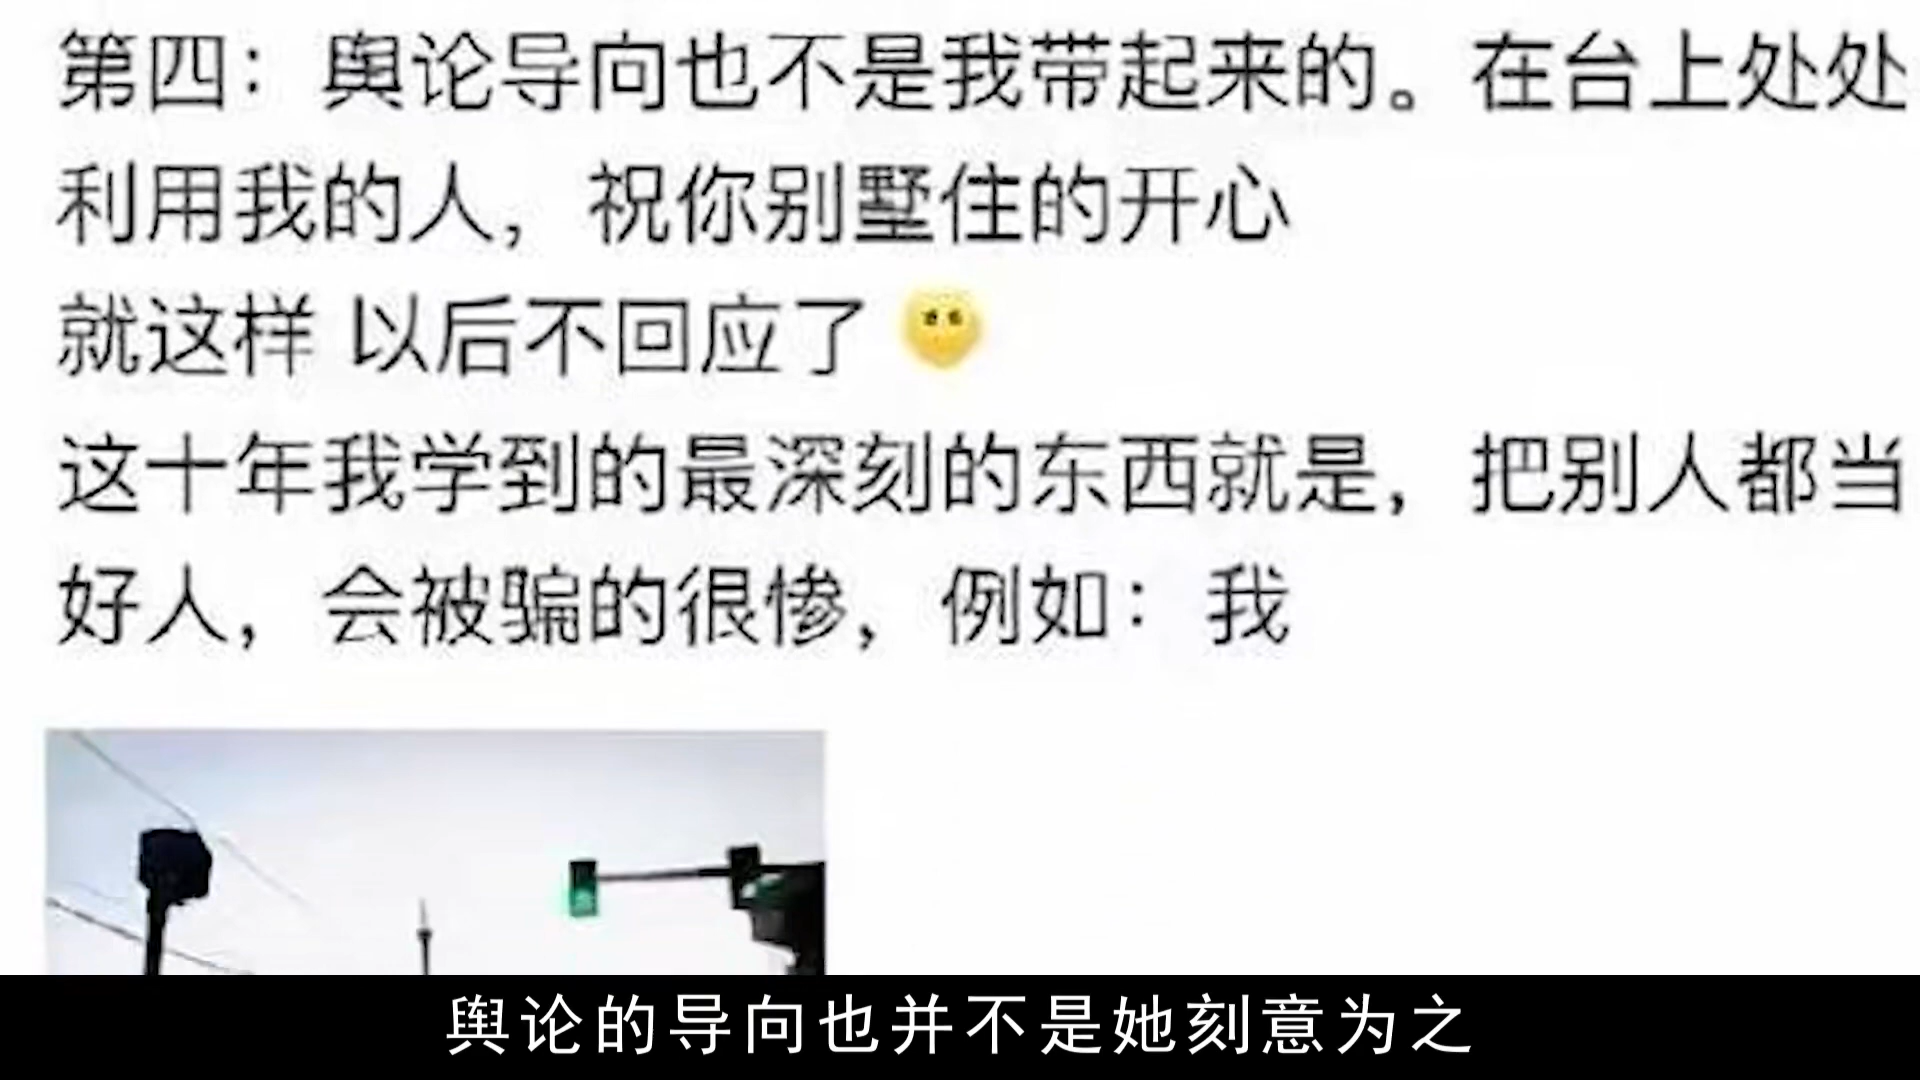 第四：舆论导向也不是我带起来的。在台上处处
利用我的人，祝你别墅住的开心
就这样 以后不回应了
这十年我学到的最深刻的东西就是，把别人都当
好人，会被骗的很惨，例如：我
舆论的导向也并不是她刻意为之